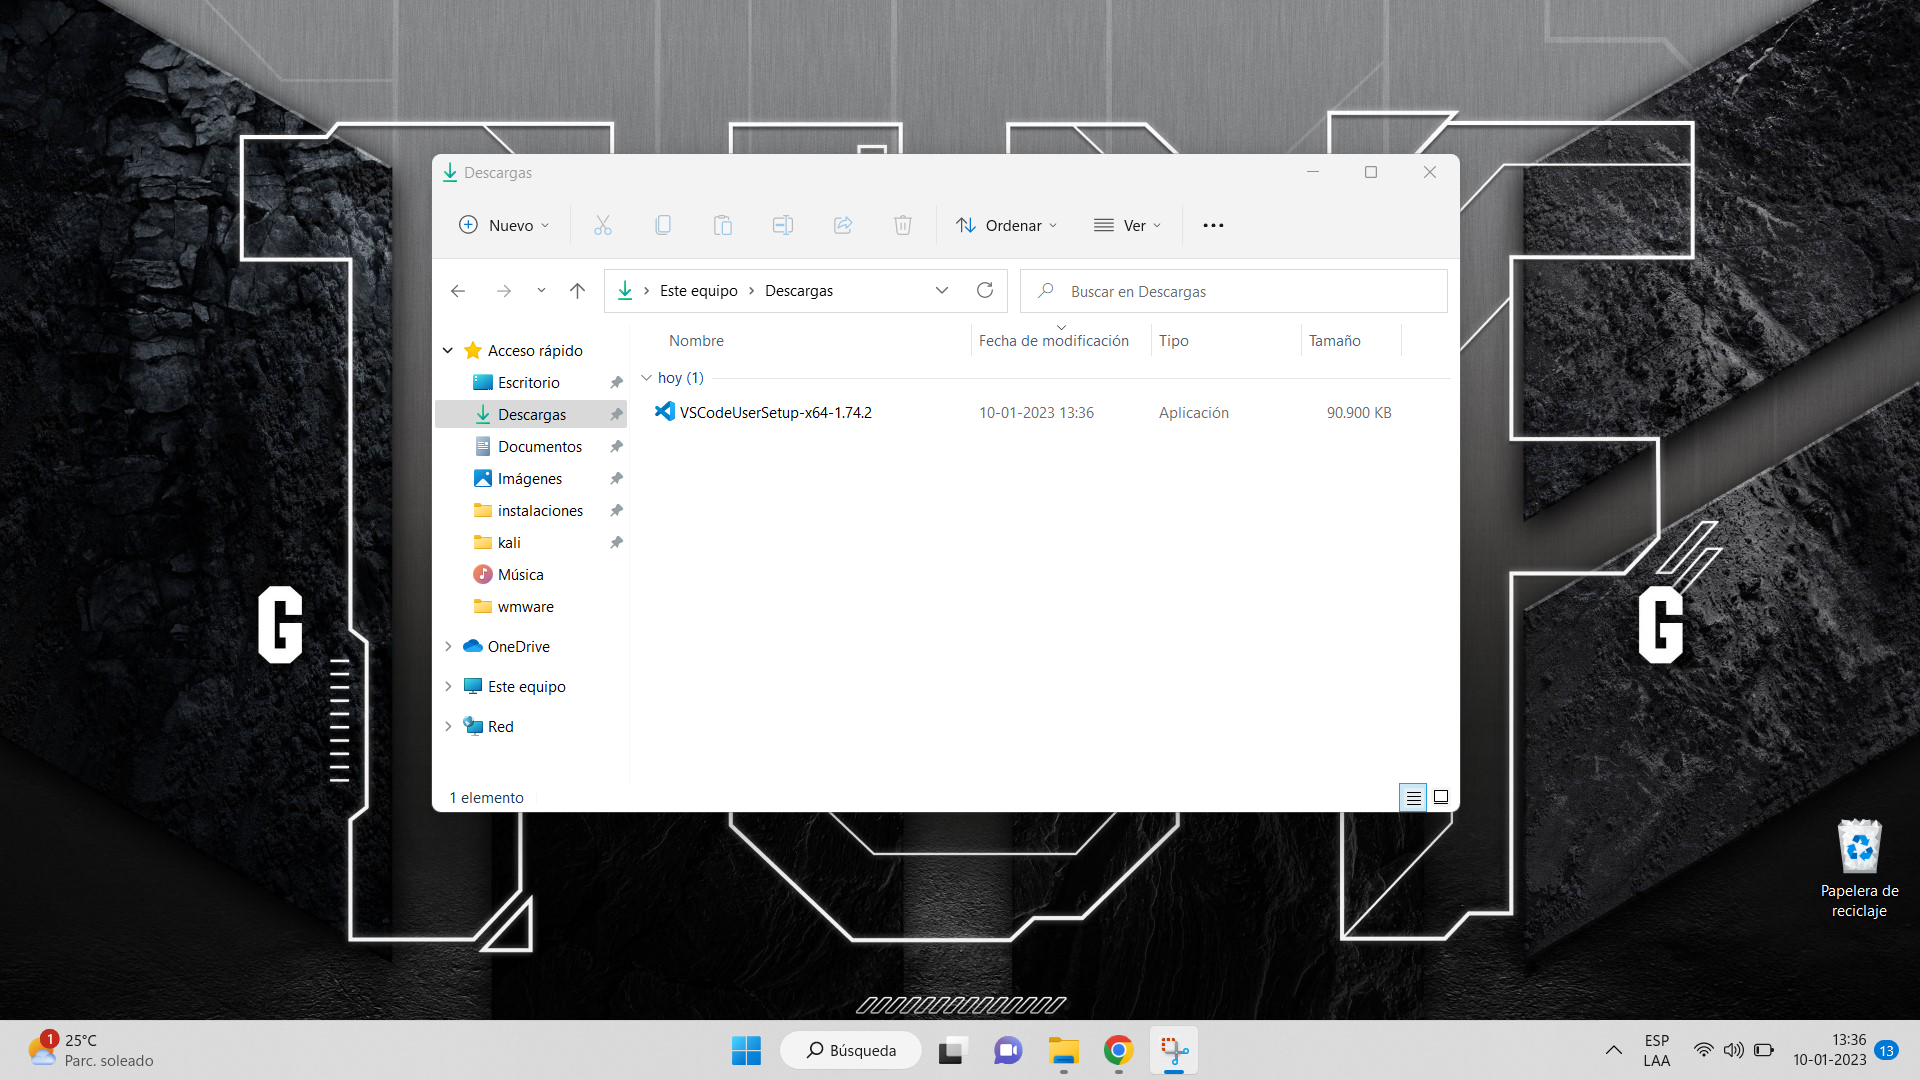 Descargas
Nuevo
Ordenar
Ver
Este equipo
Descargas
Buscar en Descargas
Nombre
Fecha de modificación
Tipo
Tamaño
Acceso rápido
Escritorio
Descargas
Documentos
Imágenes
instalaciones
kali
Música
wmware
OneDrive
Este equipo
Red
hoy (1)
VSCodeUserSetup-x64-1.74.2
10-01-2023 13:36
Aplicación
90.900 KB
1 elemento
G
G
Papelera de
reciclaje
1
25°C
Parc. soleado
Búsqueda
ESP
LAA
13:36
10-01-2023
13